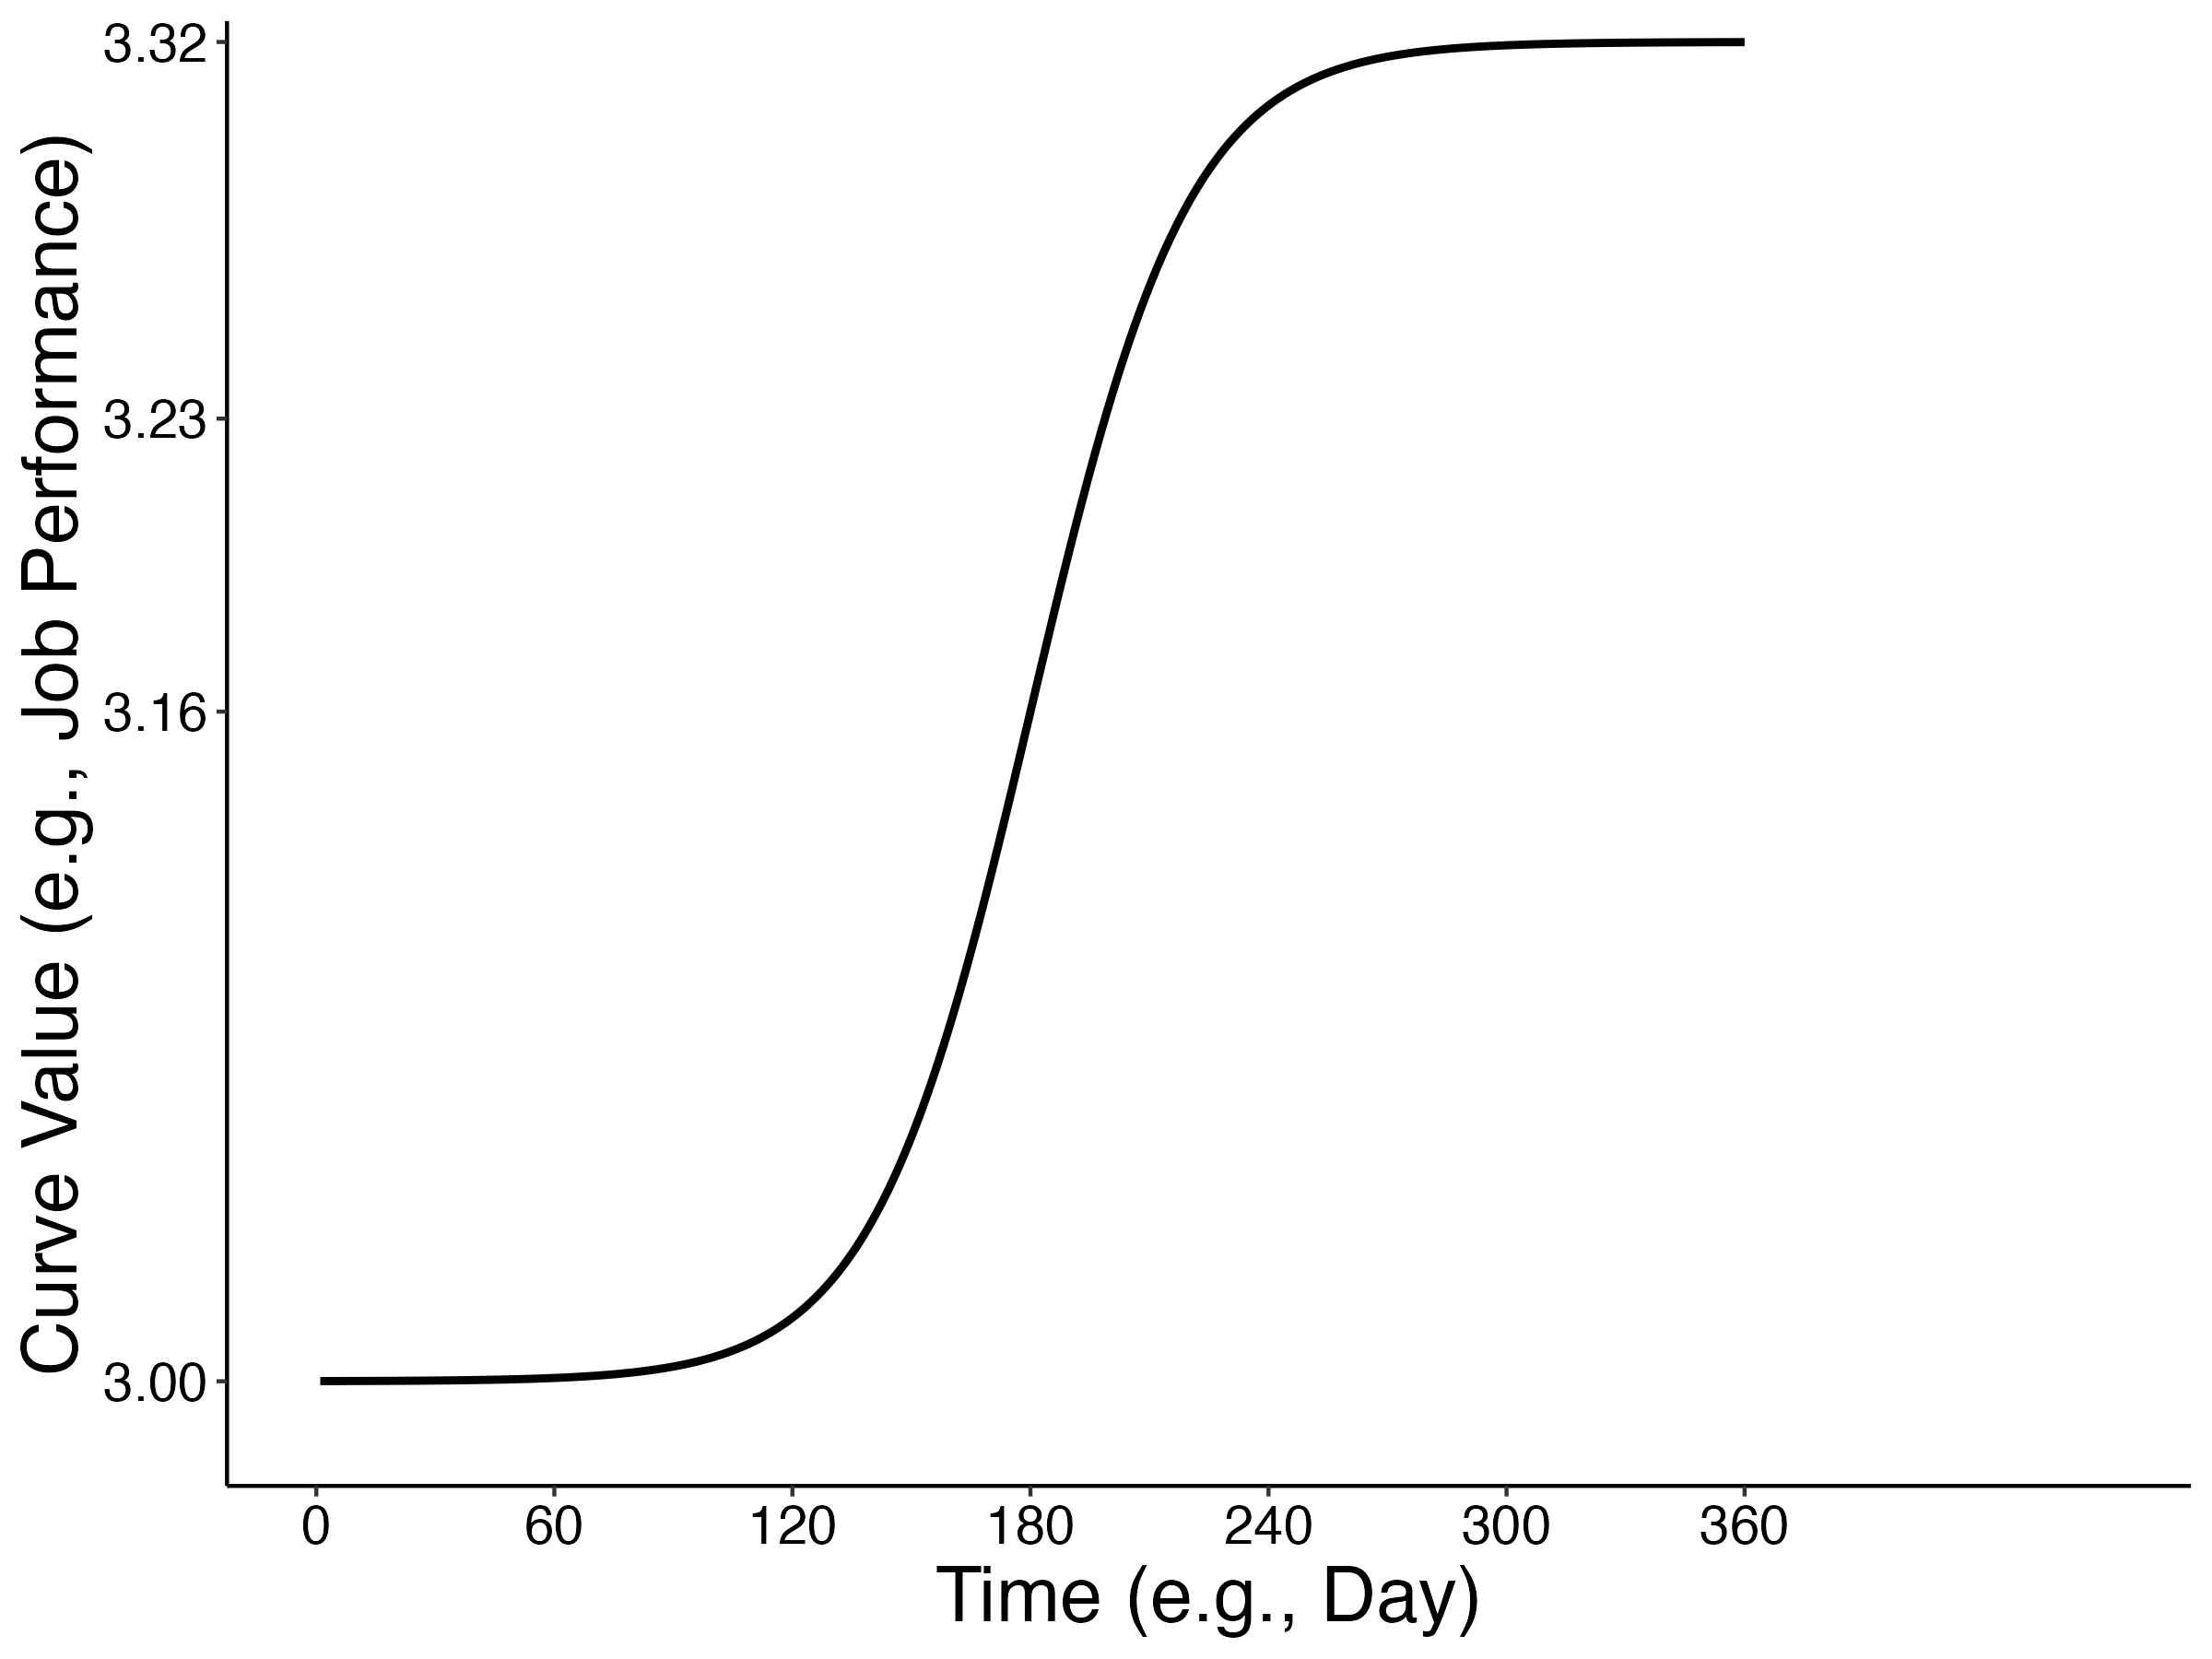 Curve Value (e.g., Job Performance)
3.32
3.23
3.16
3.00
0 60 120 180 240 300 360
Time (e.g., Day)